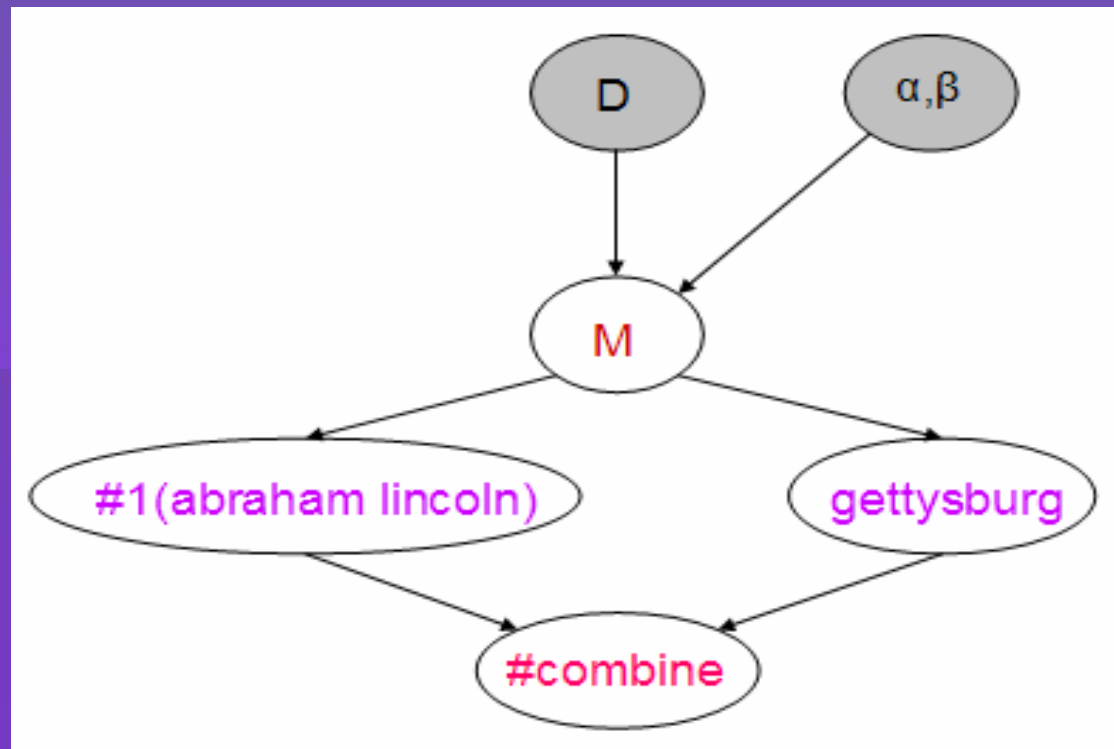 D
α,β
M
#1(abraham lincoln)
gettysburg
#combine